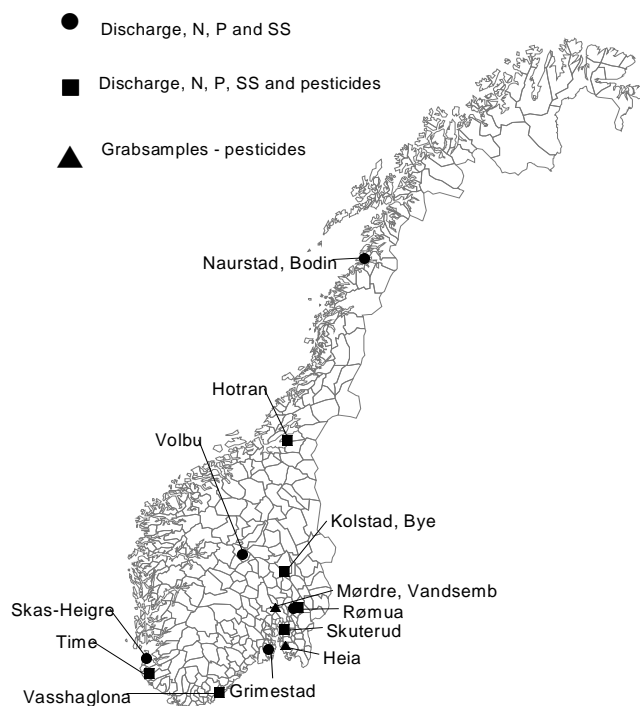 Discharge, N, P and SS
Discharge, N, P, SS and pesticides
Grabsamples - pesticides
Naurstad, Bodin
Hotran
Volbu
Kolstad, Bye
Mørdre, Vandsemb
Skas-Heigre
Rømua
Time
Skuterud
Heia
Vasshaglona
Grimestad